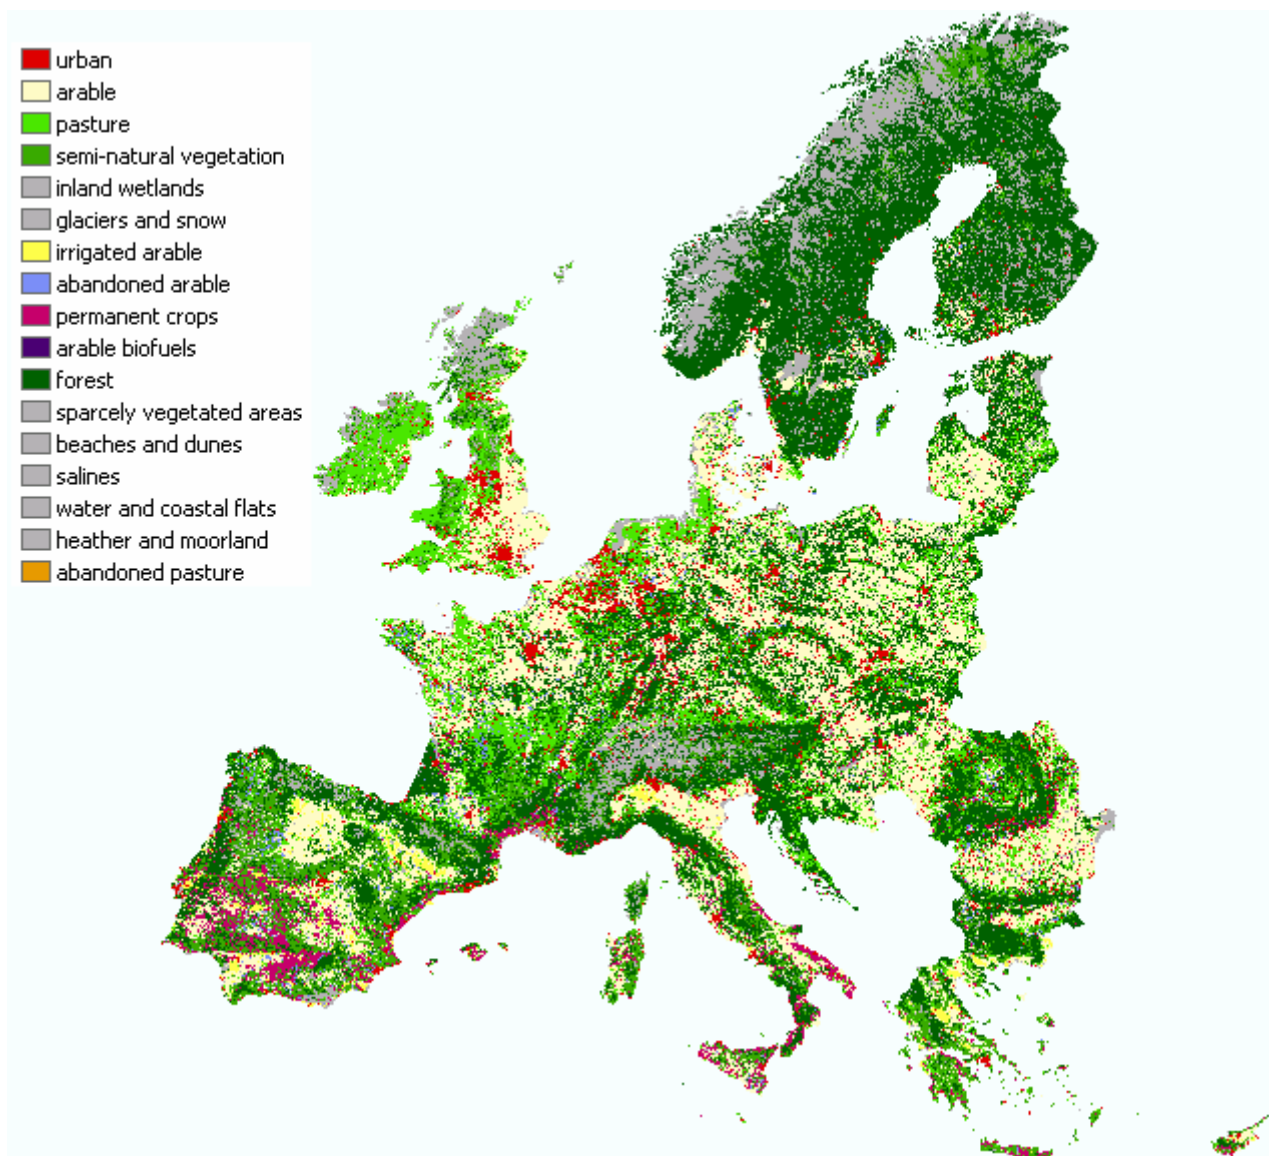 urban
arable
pasture
semi-natural vegetation
inland wetlands
glaciers and snow
irrigated arable
abandoned arable
permanent crops
arable biofuels
forest
sparcely vegetated areas
beaches and dunes
salines
water and coastal flats
heather and moorland
abandoned pasture